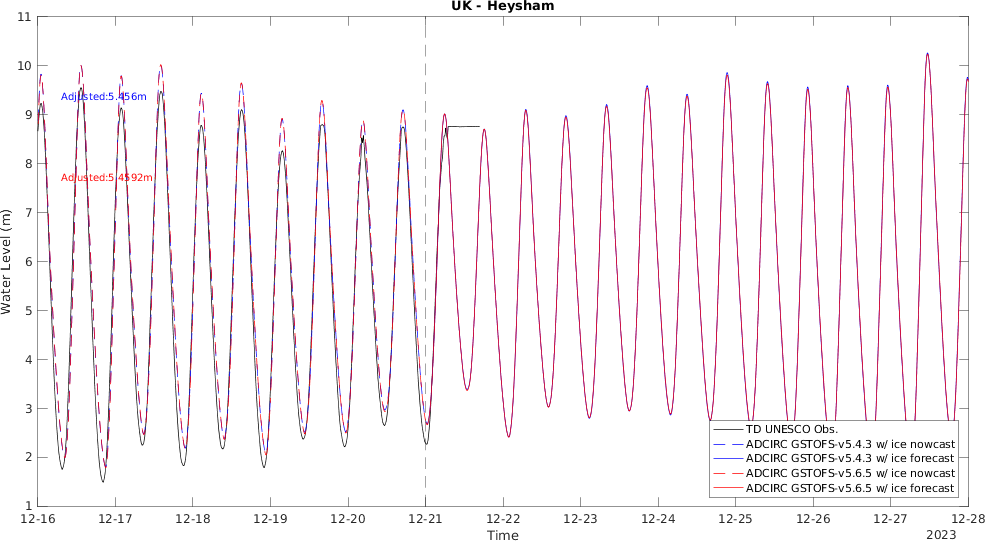 UK - Heysham
11
10
9
8
7
6
5
4
3
2
1
Water Level (m)
Adjusted:5.456m
Adjusted:5.4592m
TD UNESCO Obs.
ADCIRC GSTOFS-v5.4.3 w/ ice nowcast
ADCIRC GSTOFS-v5.4.3 w/ ice forecast
ADCIRC GSTOFS-v5.6.5 w/ ice nowcast
ADCIRC GSTOFS-v5.6.5 w/ ice forecast
12-16 12-17 12-18 12-19 12-20 12-21 12-22 12-23 12-24 12-25 12-26 12-27 12-28
Time
2023